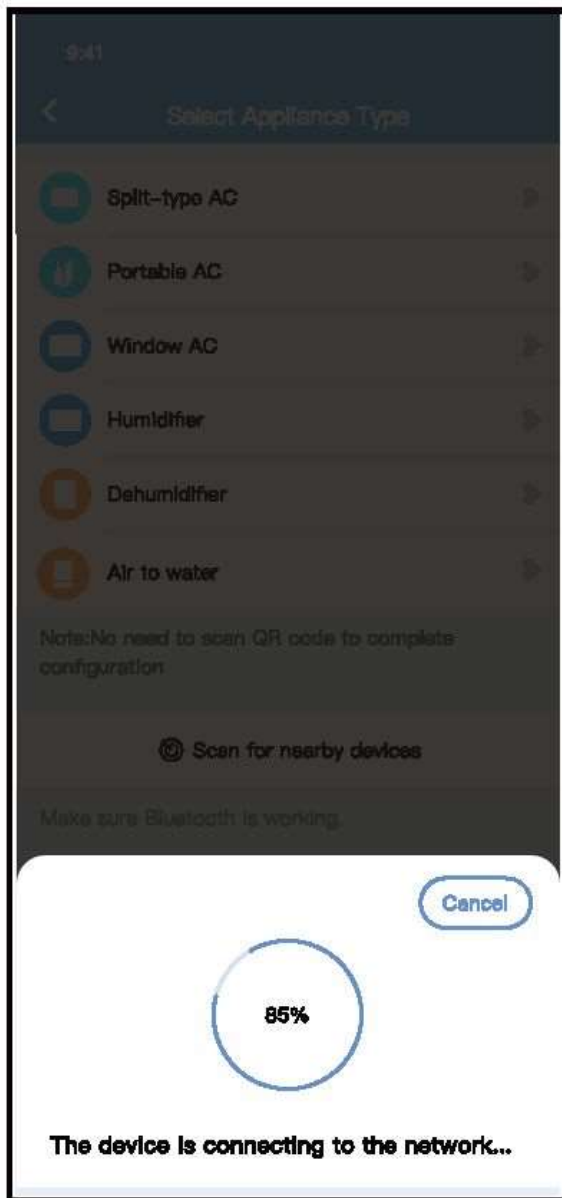 9:41
Select Appliance Type
Split-type AC
Portable AC
Window AC
Humidifier
Dehumidifier
Air to water
Note:No need to scan QR code to complete
configuration
Scan for nearby devices
Make sure Bluetooth is working.
Cancel
85%
The device is connecting to the network...